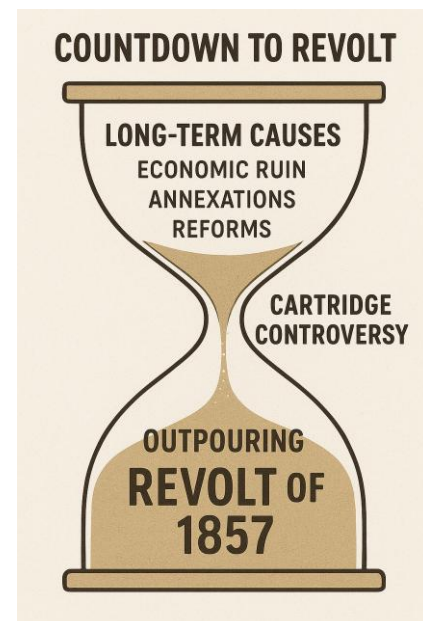 COUNTDOWN TO REVOLT
LONG-TERM CAUSES
ECONOMIC RUIN
ANNEXATIONS
REFORMS
CARTRIDGE
CONTROVERSY
OUTPOURING
REVOLT OF
1857